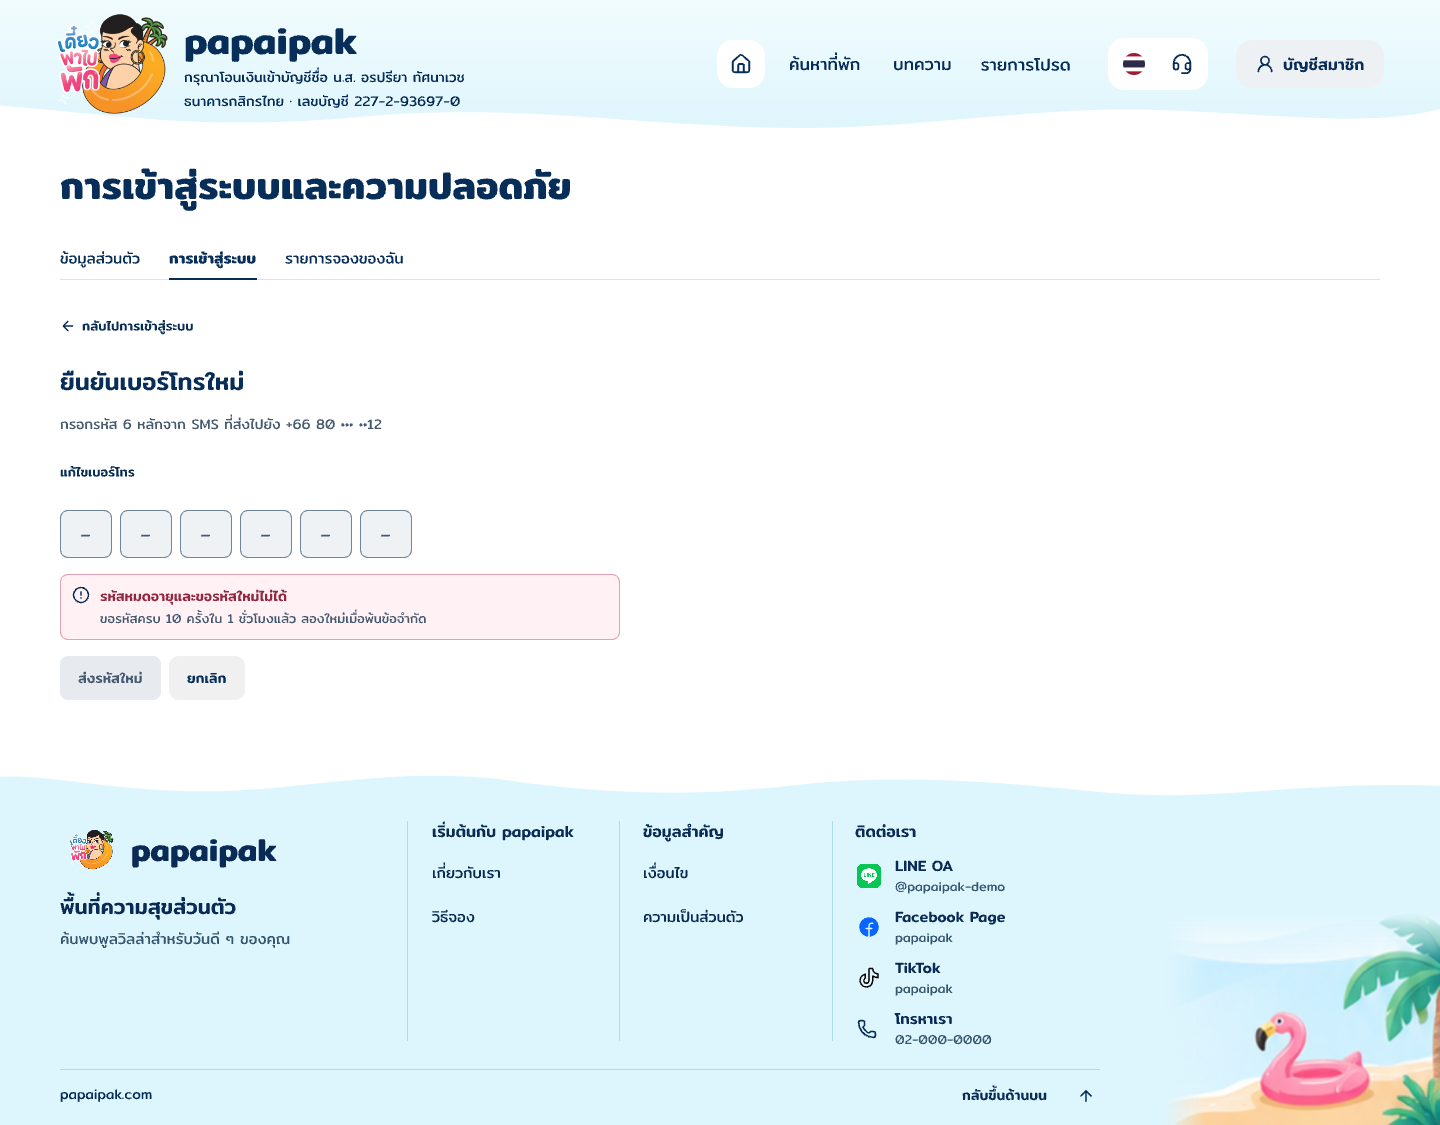 เดี๋ยว
พาไป
พัก
papaipak
กรุณาโอนเงินเข้าบัญชีชื่อ น.ส. อรปรียา ทัศนาเวช
ธนาคารกสิกรไทย · เลขบัญชี 227-2-93697-0
ค้นหาที่พัก
บทความ
รายการโปรด
บัญชีสมาชิก
การเข้าสู่ระบบและความปลอดภัย
ข้อมูลส่วนตัว
การเข้าสู่ระบบ
รายการจองของฉัน
กลับไปการเข้าสู่ระบบ
ยืนยันเบอร์โทรใหม่
กรอกรหัส 6 หลักจาก SMS ที่ส่งไปยัง +66 80 ••• ••12
แก้ไขเบอร์โทร
– – – – – –
รหัสหมดอายุและขอรหัสใหม่ไม่ได้
ขอรหัสครบ 10 ครั้งใน 1 ชั่วโมงแล้ว ลองใหม่เมื่อพ้นข้อจำกัด
ส่งรหัสใหม่
ยกเลิก
เดี๋ยว
พาไป
พัก
papaipak
พื้นที่ความสุขส่วนตัว
ค้นพบพูลวิลล่าสำหรับวันดี ๆ ของคุณ
เริ่มต้นกับ papaipak
เกี่ยวกับเรา
วิธีจอง
ข้อมูลสำคัญ
เงื่อนไข
ความเป็นส่วนตัว
ติดต่อเรา
LINE OA
@papaipak-demo
Facebook Page
papaipak
TikTok
papaipak
โทรหาเรา
02-000-0000
papaipak.com
กลับขึ้นด้านบน